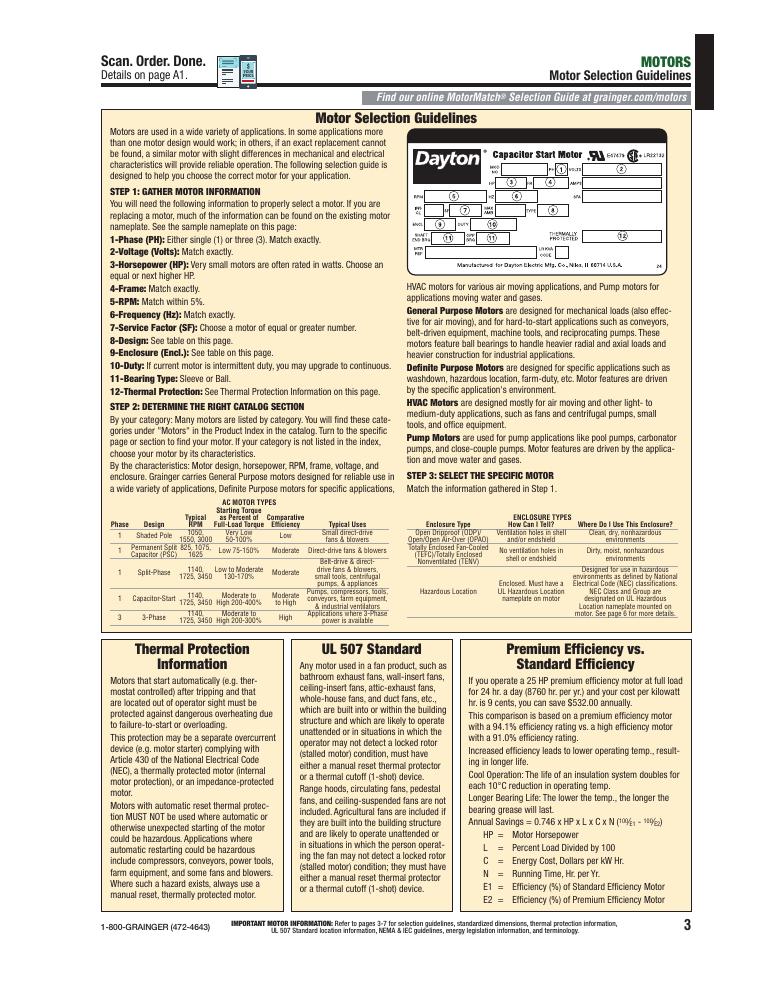 Scan. Order. Done.
Details on page A1.
$
YOUR
PRICE
MOTORS
Motor Selection Guidelines
Find our online MotorMatch® Selection Guide at grainger.com/motors
Motor Selection Guidelines
Motors are used in a wide variety of applications. In some applications more
than one motor design would work; in others, if an exact replacement cannot
be found, a similar motor with slight differences in mechanical and electrical
characteristics will provide reliable operation. The following selection guide is
designed to help you choose the correct motor for your application.
STEP 1: GATHER MOTOR INFORMATION
You will need the following information to properly select a motor. If you are
replacing a motor, much of the information can be found on the existing motor
nameplate. See the sample nameplate on this page:
1-Phase (PH): Either single (1) or three (3). Match exactly.
2-Voltage (Volts): Match exactly.
3-Horsepower (HP): Very small motors are often rated in watts. Choose an
equal or next higher HP.
4-Frame: Match exactly.
5-RPM: Match within 5%.
6-Frequency (Hz): Match exactly.
7-Service Factor (SF): Choose a motor of equal or greater number.
8-Design: See table on this page.
9-Enclosure (Encl.): See table on this page.
10-Duty: If current motor is intermittent duty, you may upgrade to continuous.
11-Bearing Type: Sleeve or Ball.
12-Thermal Protection: See Thermal Protection Information on this page.
STEP 2: DETERMINE THE RIGHT CATALOG SECTION
By your category: Many motors are listed by category. You will find these cate-
gories under "Motors" in the Product Index in the catalog. Turn to the specific
page or section to find your motor. If your category is not listed in the index,
choose your motor by its characteristics.
By the characteristics: Motor design, horsepower, RPM, frame, voltage, and
enclosure. Grainger carries General Purpose motors designed for reliable use in
a wide variety of applications, Definite Purpose motors for specific applications,
Dayton® Capacitor Start Motor E47479 LR22132
PH 1 VOLTS 2
HP 3 FR 4 AMPS
RPM 5 HZ 6 SFA
SF 7 MAX AMB TYPE 8
ENCL 9 DUTY 10
SHAFT END BRG 11 OPP BRG 11 THERMALLY PROTECTED 12
MTR REF CODE
Manufactured for Dayton Electric Mfg. Co., Niles, Il 60714 U.S.A. 24
HVAC motors for various air moving applications, and Pump motors for
applications moving water and gases.
General Purpose Motors are designed for mechanical loads (also effec-
tive for air moving), and for hard-to-start applications such as conveyors,
belt-driven equipment, machine tools, and reciprocating pumps. These
motors feature ball bearings to handle heavier radial and axial loads and
heavier construction for industrial applications.
Definite Purpose Motors are designed for specific applications such as
washdown, hazardous location, farm-duty, etc. Motor features are driven
by the specific application's environment.
HVAC Motors are designed mostly for air moving and other light- to
medium-duty applications, such as fans and centrifugal pumps, small
tools, and office equipment.
Pump Motors are used for pump applications like pool pumps, carbonator
pumps, and close-couple pumps. Motor features are driven by the applica-
tion and move water and gases.
STEP 3: SELECT THE SPECIFIC MOTOR
Match the information gathered in Step 1.
AC MOTOR TYPES
Phase Design Typical RPM Starting Torque as Percent of Full-Load Torque Comparative Efficiency Typical Uses
1 Shaded Pole 1050, 1550, 3000 Very Low 50-100% Low Small direct-drive fans & blowers
1 Permanent Split Capacitor (PSC) 825, 1075, 1625 Low 75-150% Moderate Direct-drive fans & blowers
1 Split-Phase 1140, 1725, 3450 Low to Moderate 130-170% Moderate Belt-drive & direct-drive fans & blowers, small tools, centrifugal pumps, & appliances
1 Capacitor-Start 1140, 1725, 3450 Moderate to High 200-400% Moderate to High Pumps, compressors, tools, conveyors, farm equipment, & industrial ventilators
3 3-Phase 1140, 1725, 3450 Moderate to High 200-300% High Applications where 3-Phase power is available
ENCLOSURE TYPES
Enclosure Type How Can I Tell? Where Do I Use This Enclosure?
Open Dripproof (ODP)/ Open/Open Air-Over (OPAO) Ventilation holes in shell and/or endshield Clean, dry, nonhazardous environments
Totally Enclosed Fan-Cooled (TEFC)/Totally Enclosed Nonventilated (TENV) No ventilation holes in shell or endshield Dirty, moist, nonhazardous environments
Hazardous Location Enclosed. Must have a UL Hazardous Location nameplate on motor Designed for use in hazardous environments as defined by National Electrical Code (NEC) classifications. NEC Class and Group are designated on UL Hazardous Location nameplate mounted on motor. See page 6 for more details.
Thermal Protection
Information
Motors that start automatically (e.g. ther-
mostat controlled) after tripping and that
are located out of operator sight must be
protected against dangerous overheating due
to failure-to-start or overloading.
This protection may be a separate overcurrent
device (e.g. motor starter) complying with
Article 430 of the National Electrical Code
(NEC), a thermally protected motor (internal
motor protection), or an impedance-protected
motor.
Motors with automatic reset thermal protec-
tion MUST NOT be used where automatic or
otherwise unexpected starting of the motor
could be hazardous. Applications where
automatic restarting could be hazardous
include compressors, conveyors, power tools,
farm equipment, and some fans and blowers.
Where such a hazard exists, always use a
manual reset, thermally protected motor.
UL 507 Standard
Any motor used in a fan product, such as
bathroom exhaust fans, wall-insert fans,
ceiling-insert fans, attic-exhaust fans,
whole-house fans, and duct fans, etc.,
which are built into or within the building
structure and which are likely to operate
unattended or in situations in which the
operator may not detect a locked rotor
(stalled motor) condition, must have
either a manual reset thermal protector
or a thermal cutoff (1-shot) device.
Range hoods, circulating fans, pedestal
fans, and ceiling-suspended fans are not
included. Agricultural fans are included if
they are built into the building structure
and are likely to operate unattended or
in situations in which the person operat-
ing the fan may not detect a locked rotor
(stalled motor) condition; they must have
either a manual reset thermal protector
or a thermal cutoff (1-shot) device.
Premium Efficiency vs.
Standard Efficiency
If you operate a 25 HP premium efficiency motor at full load
for 24 hr. a day (8760 hr. per yr.) and your cost per kilowatt
hr. is 9 cents, you can save $532.00 annually.
This comparison is based on a premium efficiency motor
with a 94.1% efficiency rating vs. a high efficiency motor
with a 91.0% efficiency rating.
Increased efficiency leads to lower operating temp., result-
ing in longer life.
Cool Operation: The life of an insulation system doubles for
each 10°C reduction in operating temp.
Longer Bearing Life: The lower the temp., the longer the
bearing grease will last.
Annual Savings = 0.746 x HP x L x C x N (100/E1 - 100/E2)
HP = Motor Horsepower
L = Percent Load Divided by 100
C = Energy Cost, Dollars per kW Hr.
N = Running Time, Hr. per Yr.
E1 = Efficiency (%) of Standard Efficiency Motor
E2 = Efficiency (%) of Premium Efficiency Motor
1-800-GRAINGER (472-4643)
IMPORTANT MOTOR INFORMATION: Refer to pages 3-7 for selection guidelines, standardized dimensions, thermal protection information,
UL 507 Standard location information, NEMA & IEC guidelines, energy legislation information, and terminology.
3